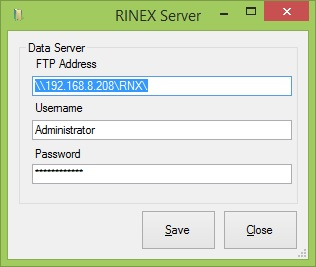 RINEX Server
Data Server
FTP Address
\\192.168.8.208\RNX\
Username
Administrator
Password
************
Save Close